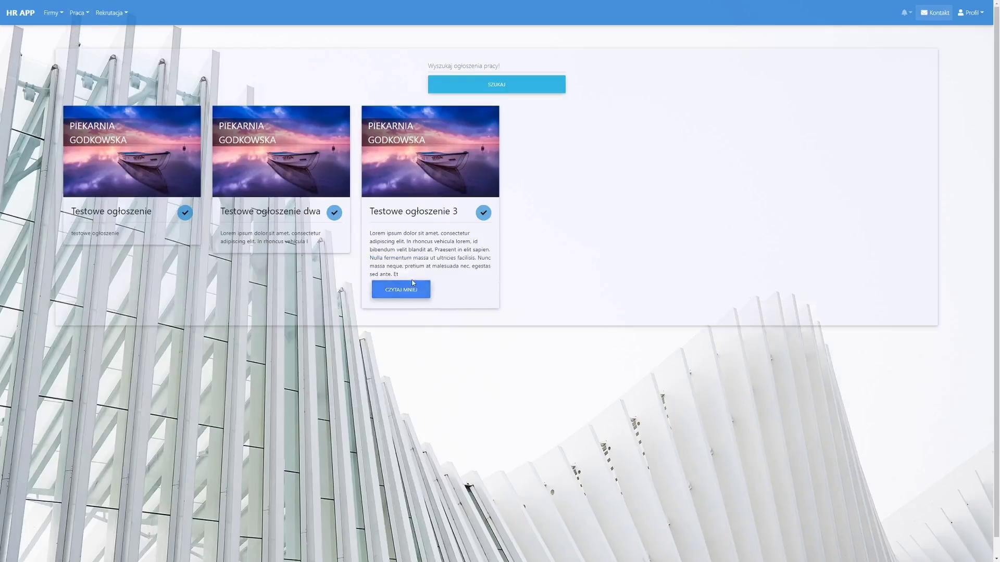 HR APP Firmy Praca Rekrutacja Kontakt Profil
Wyszukaj ogłoszenia pracy!
SZUKAJ
PIEKARNIA
GODKOWSKA
Testowe ogłoszenie
testowe ogłoszenie
PIEKARNIA
GODKOWSKA
Testowe ogłoszenie dwa
Lorem ipsum dolor sit amet, consectetur
adipiscing elit. In rhoncus vehicula l
PIEKARNIA
GODKOWSKA
Testowe ogłoszenie 3
Lorem ipsum dolor sit amet, consectetur
adipiscing elit. In rhoncus vehicula lorem, id
bibendum velit blandit at. Praesent in elit sapien.
Nulla fermentum massa ut ultricies facilisis. Nunc
massa neque, pretium at malesuada nec, egestas
sed ante. Et
CZYTAJ MNIEJ